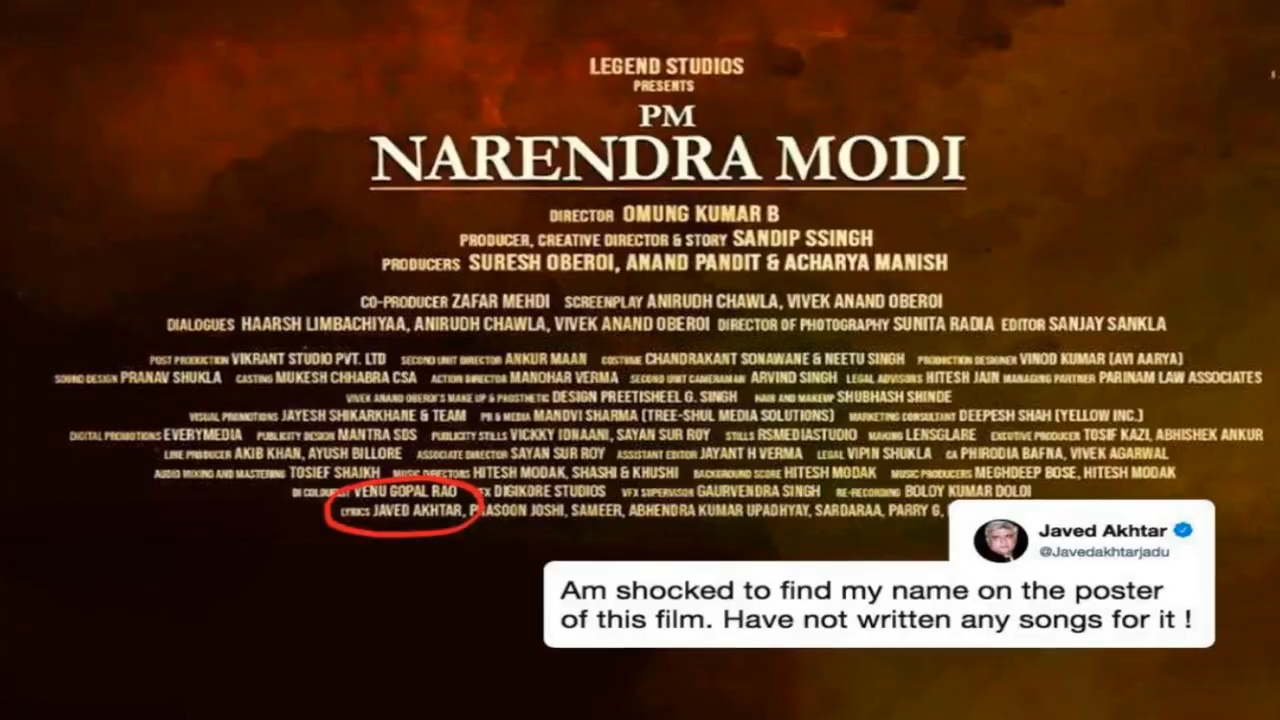 LEGEND STUDIOS
PRESENTS
PM
NARENDRA MODI
DIRECTOR OMUNG KUMAR B
PRODUCER, CREATIVE DIRECTOR & STORY SANDIP SSINGH
PRODUCERS SURESH OBEROI, ANAND PANDIT & ACHARYA MANISH
CO-PRODUCER ZAFAR MEHDI SCREENPLAY ANIRUDH CHAWLA, VIVEK ANAND OBEROI
DIALOGUES HAARSH LIMBACHIYAA, ANIRUDH CHAWLA, VIVEK ANAND OBEROI DIRECTOR OF PHOTOGRAPHY SUNITA RADIA EDITOR SANJAY SANKLA
POST PRODUCTION VIKRANT STUDIO PVT. LTD SECOND UNIT DIRECTOR ANKUR MAAN COSTUME CHANDRAKANT SONAWANE & NEETU SINGH PRODUCTION DESIGNER VINOD KUMAR (AVI AARYA)
SOUND DESIGN PRANAV SHUKLA CASTING MUKESH CHHABRA CSA ACTION DIRECTOR MANOHAR VERMA SECOND UNIT CAMERAMAN ARVIND SINGH LEGAL ADVISORS HITESH JAIN MANAGING PARTNER PARINAM LAW ASSOCIATES
VIVEK ANAND OBEROI'S MAKE UP & PROSTHETIC DESIGN PREETISHEEL G. SINGH HAIR AND MAKEUP SHUBHASH SHINDE
VISUAL PROMOTIONS JAYESH SHIKARKHANE & TEAM PR & MEDIA MANDVI SHARMA (TREE-SHUL MEDIA SOLUTIONS) MARKETING CONSULTANT DEEPESH SHAH (YELLOW INC.)
DIGITAL PROMOTIONS EVERYMEDIA PUBLICITY DESIGN MANTRA SDS PUBLICITY STILLS VICKKY IDNAANI, SAYAN SUR ROY STILLS RSMEDIASTUDIO MAKING LENSGLARE EXCUTIVE PRODUCER TOSIF KAZI, ABHISHEK ANKUR
LINE PRODUCER AKIB KHAN, AYUSH BILLORE ASSOCIATE DIRECTOR SAYAN SUR ROY ASSISTANT EDITOR JAYANT H VERMA LEGAL VIPIN SHUKLA CA PHIRODIA BAFNA, VIVEK AGARWAL
AUDIO MIXING AND MASTERING TOSIEF SHAIKH MUSIC DIRECTORS HITESH MODAK, SHASHI & KHUSHI BACKGROUND SCORE HITESH MODAK MUSIC PRODUCERS MEGHDEEP BOSE, HITESH MODAK
DI COLOURIST VENU GOPAL RAO DIGIKORE STUDIOS VFX SUPERVISOR GAURVENDRA SINGH RE-RECORDING BOLOY KUMAR DOLOI
LYRICS JAVED AKHTAR, PRASOON JOSHI, SAMEER, ABHENDRA KUMAR UPADHYAY, SARDARAA, PARRY G,
Javed Akhtar
@Javedakhtarjadu
Am shocked to find my name on the poster
of this film. Have not written any songs for it !